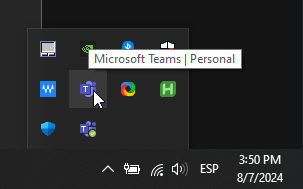 Microsoft Teams | Personal
W
H
ESP
3:50 PM
8/7/2024